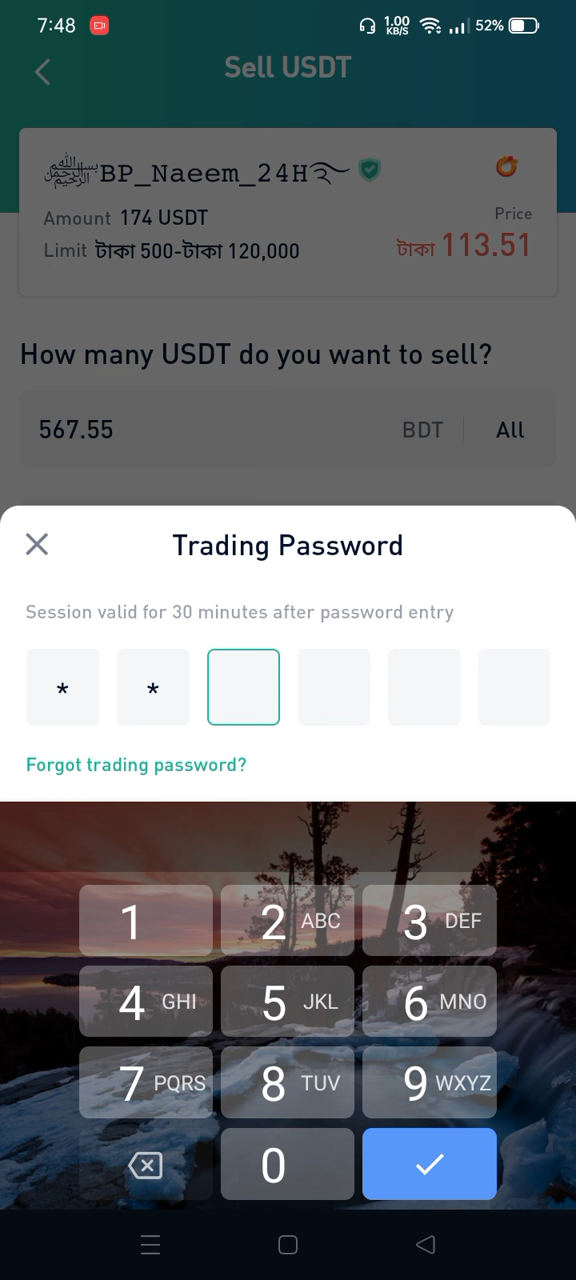 7:48 1.00 KB/S 52%
Sell USDT
﷽BP_Naeem_24H࿐
Amount 174 USDT Price
Limit টাকা 500-টাকা 120,000 টাকা 113.51
How many USDT do you want to sell?
567.55 BDT All
Trading Password
Session valid for 30 minutes after password entry
* *
Forgot trading password?
1 2 ABC 3 DEF
4 GHI 5 JKL 6 MNO
7 PQRS 8 TUV 9 WXYZ
0